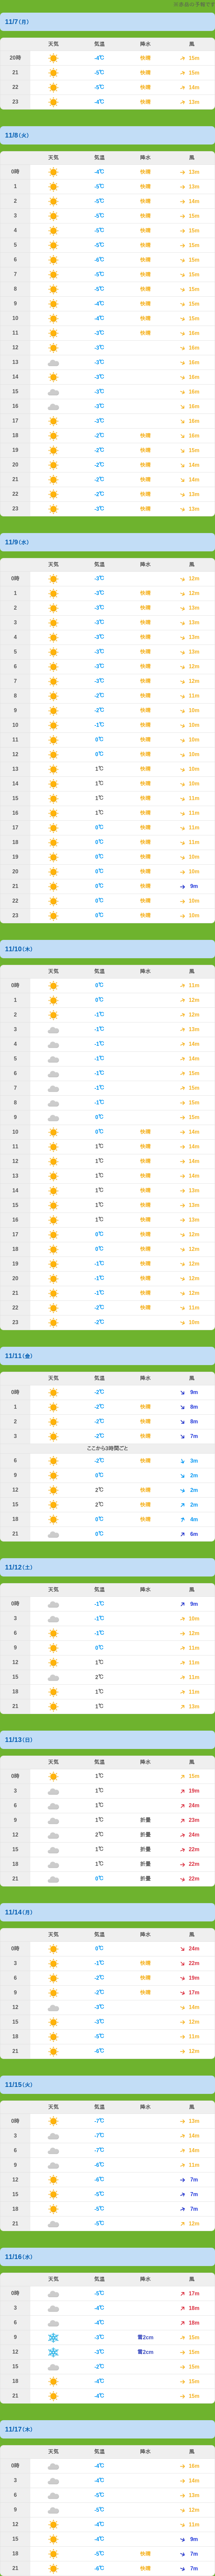 11/7(月)
天気 気温 降水 風
20時 -4℃ 快晴 15m
21 -5℃ 快晴 15m
22 -5℃ 快晴 14m
23 -4℃ 快晴 13m
11/8(火)
天気 気温 降水 風
0時 -4℃ 快晴 13m
1 -5℃ 快晴 13m
2 -5℃ 快晴 14m
3 -5℃ 快晴 15m
4 -5℃ 快晴 15m
5 -5℃ 快晴 15m
6 -6℃ 快晴 15m
7 -5℃ 快晴 15m
8 -5℃ 快晴 15m
9 -4℃ 快晴 15m
10 -4℃ 快晴 15m
11 -3℃ 快晴 16m
12 -3℃ 16m
13 -3℃ 16m
14 -3℃ 16m
15 -3℃ 16m
16 -3℃ 16m
17 -3℃ 16m
18 -2℃ 快晴 16m
19 -2℃ 快晴 15m
20 -2℃ 快晴 14m
21 -2℃ 快晴 14m
22 -2℃ 快晴 13m
23 -3℃ 快晴 13m
11/9(水)
天気 気温 降水 風
0時 -3℃ 12m
1 -3℃ 快晴 12m
2 -3℃ 快晴 13m
3 -3℃ 快晴 13m
4 -3℃ 快晴 13m
5 -3℃ 快晴 13m
6 -3℃ 快晴 12m
7 -3℃ 快晴 12m
8 -2℃ 快晴 11m
9 -2℃ 快晴 10m
10 -1℃ 快晴 10m
11 0℃ 快晴 10m
12 0℃ 快晴 10m
13 1℃ 快晴 10m
14 1℃ 快晴 10m
15 1℃ 快晴 11m
16 1℃ 快晴 11m
17 0℃ 快晴 11m
18 0℃ 快晴 11m
19 0℃ 快晴 10m
20 0℃ 快晴 10m
21 0℃ 快晴 9m
22 0℃ 快晴 10m
23 0℃ 快晴 10m
11/10(木)
天気 気温 降水 風
0時 0℃ 11m
1 0℃ 12m
2 -1℃ 12m
3 -1℃ 13m
4 -1℃ 14m
5 -1℃ 14m
6 -1℃ 15m
7 -1℃ 15m
8 -1℃ 15m
9 0℃ 15m
10 0℃ 快晴 14m
11 1℃ 快晴 14m
12 1℃ 快晴 14m
13 1℃ 快晴 14m
14 1℃ 快晴 13m
15 1℃ 快晴 13m
16 1℃ 快晴 13m
17 0℃ 快晴 12m
18 0℃ 快晴 12m
19 -1℃ 快晴 12m
20 -1℃ 快晴 12m
21 -1℃ 快晴 12m
22 -2℃ 快晴 11m
23 -2℃ 10m
11/11(金)
天気 気温 降水 風
0時 -2℃ 9m
1 -2℃ 快晴 8m
2 -2℃ 快晴 8m
3 -2℃ 快晴 7m
ここから3時間ごと
6 -2℃ 快晴 3m
9 0℃ 2m
12 2℃ 快晴 2m
15 2℃ 快晴 2m
18 0℃ 快晴 4m
21 0℃ 6m
11/12(土)
天気 気温 降水 風
0時 -1℃ 9m
3 -1℃ 10m
6 -1℃ 12m
9 0℃ 11m
12 1℃ 11m
15 2℃ 11m
18 1℃ 11m
21 1℃ 13m
11/13(日)
天気 気温 降水 風
0時 1℃ 15m
3 1℃ 19m
6 1℃ 24m
9 1℃ 折曇 23m
12 2℃ 折曇 24m
15 1℃ 折曇 22m
18 1℃ 折曇 22m
21 0℃ 折曇 22m
11/14(月)
天気 気温 降水 風
0時 0℃ 24m
3 -1℃ 快晴 22m
6 -2℃ 快晴 19m
9 -2℃ 快晴 17m
12 -3℃ 14m
15 -3℃ 12m
18 -5℃ 11m
21 -6℃ 12m
11/15(火)
天気 気温 降水 風
0時 -7℃ 13m
3 -7℃ 14m
6 -7℃ 14m
9 -6℃ 11m
12 -6℃ 7m
15 -5℃ 7m
18 -5℃ 7m
21 -5℃ 12m
11/16(水)
天気 気温 降水 風
0時 -5℃ 17m
3 -4℃ 18m
6 -4℃ 18m
9 -3℃ 雪2cm 16m
12 -3℃ 雪2cm 15m
15 -2℃ 15m
18 -4℃ 15m
21 -4℃ 15m
11/17(木)
天気 気温 降水 風
0時 -4℃ 16m
3 -4℃ 14m
6 -5℃ 12m
9 -5℃ 12m
12 -4℃ 11m
15 -4℃ 9m
18 -5℃ 快晴 7m
21 -6℃ 快晴 7m